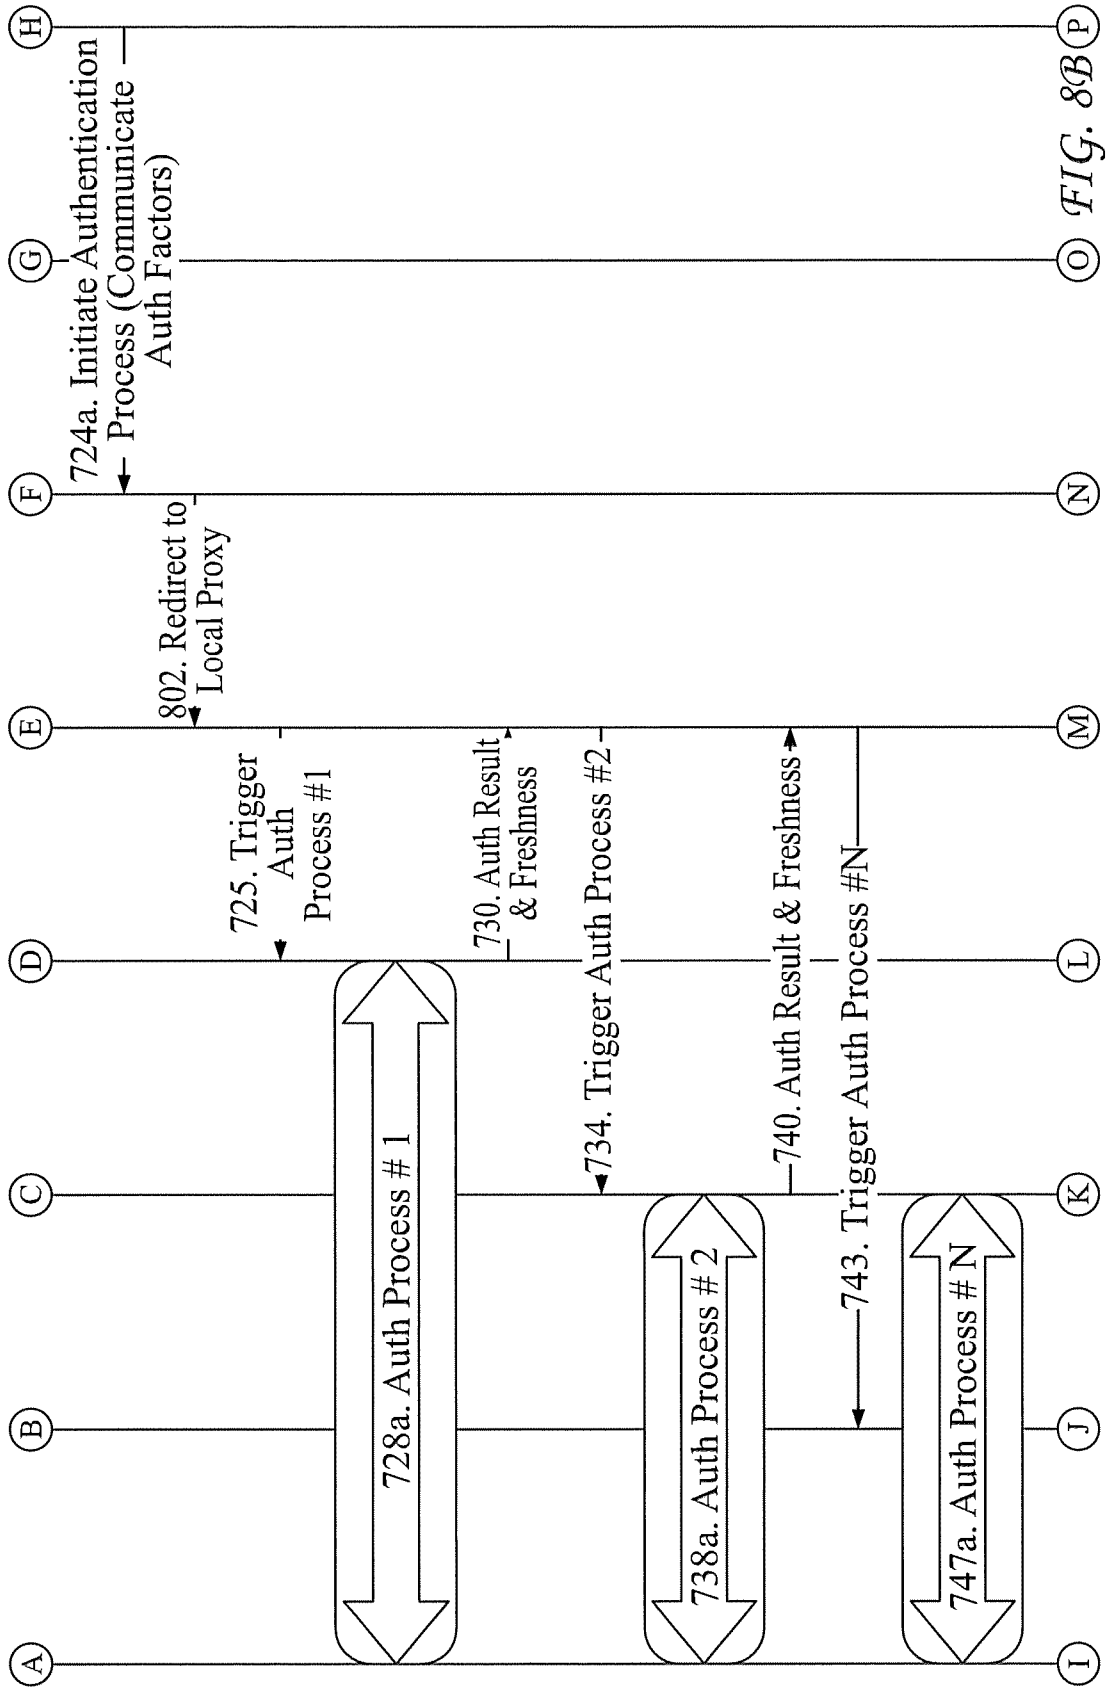 A
B
C
D
E
F
G
H
724a. Initiate Authentication
Process (Communicate
Auth Factors)
802. Redirect to
Local Proxy
725. Trigger
Auth
Process #1
728a. Auth Process # 1
730. Auth Result
& Freshness
734. Trigger Auth Process #2
738a. Auth Process # 2
740. Auth Result & Freshness
743. Trigger Auth Process #N
747a. Auth Process # N
I
J
K
L
M
N
O
P
FIG. 8B